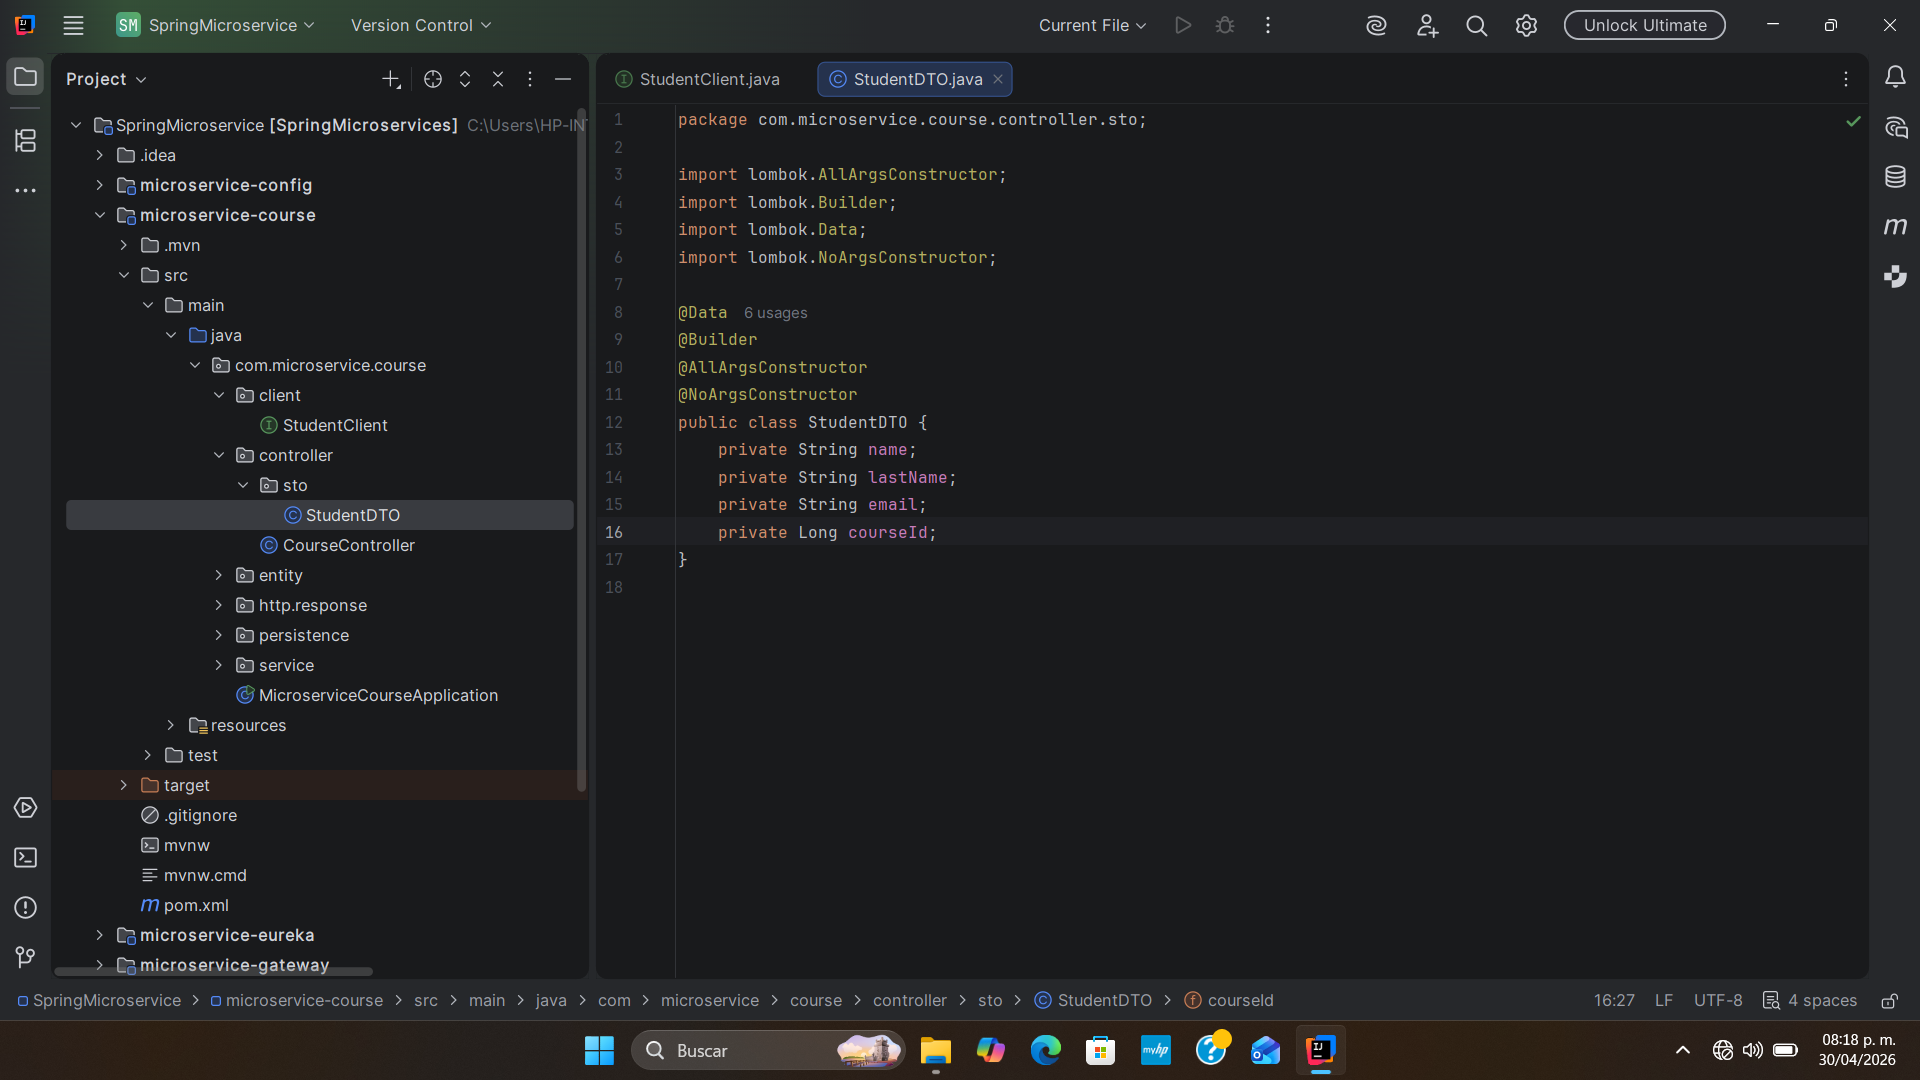 SM SpringMicroservice
Version Control
Current File
Unlock Ultimate
Project
StudentClient.java
StudentDTO.java
SpringMicroservice [SpringMicroservices] C:\Users\HP-IN
.idea
microservice-config
microservice-course
.mvn
src
main
java
com.microservice.course
client
StudentClient
controller
sto
StudentDTO
CourseController
entity
http.response
persistence
service
MicroserviceCourseApplication
resources
test
target
.gitignore
mvnw
mvnw.cmd
pom.xml
microservice-eureka
microservice-gateway
1 package com.microservice.course.controller.sto;
2
3 import lombok.AllArgsConstructor;
4 import lombok.Builder;
5 import lombok.Data;
6 import lombok.NoArgsConstructor;
7
8 @Data 6 usages
9 @Builder
10 @AllArgsConstructor
11 @NoArgsConstructor
12 public class StudentDTO {
13 private String name;
14 private String lastName;
15 private String email;
16 private Long courseId;
17 }
18
SpringMicroservice > microservice-course > src > main > java > com > microservice > course > controller > sto > StudentDTO > courseId
16:27 LF UTF-8 4 spaces
Buscar
08:18 p. m.
30/04/2026